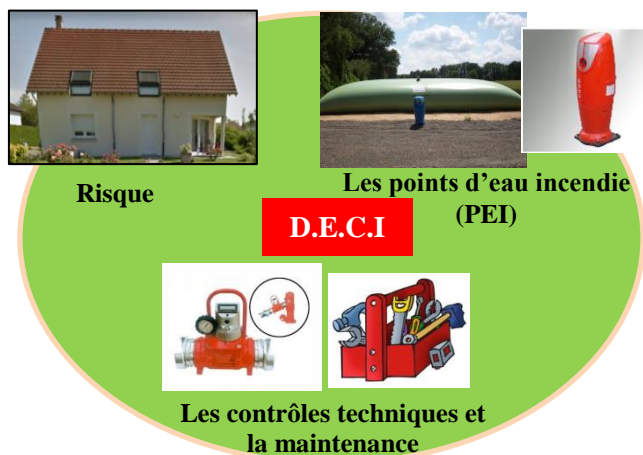 Risque
Les points d’eau incendie
(PEI)
D.E.C.I
Les contrôles techniques et
la maintenance